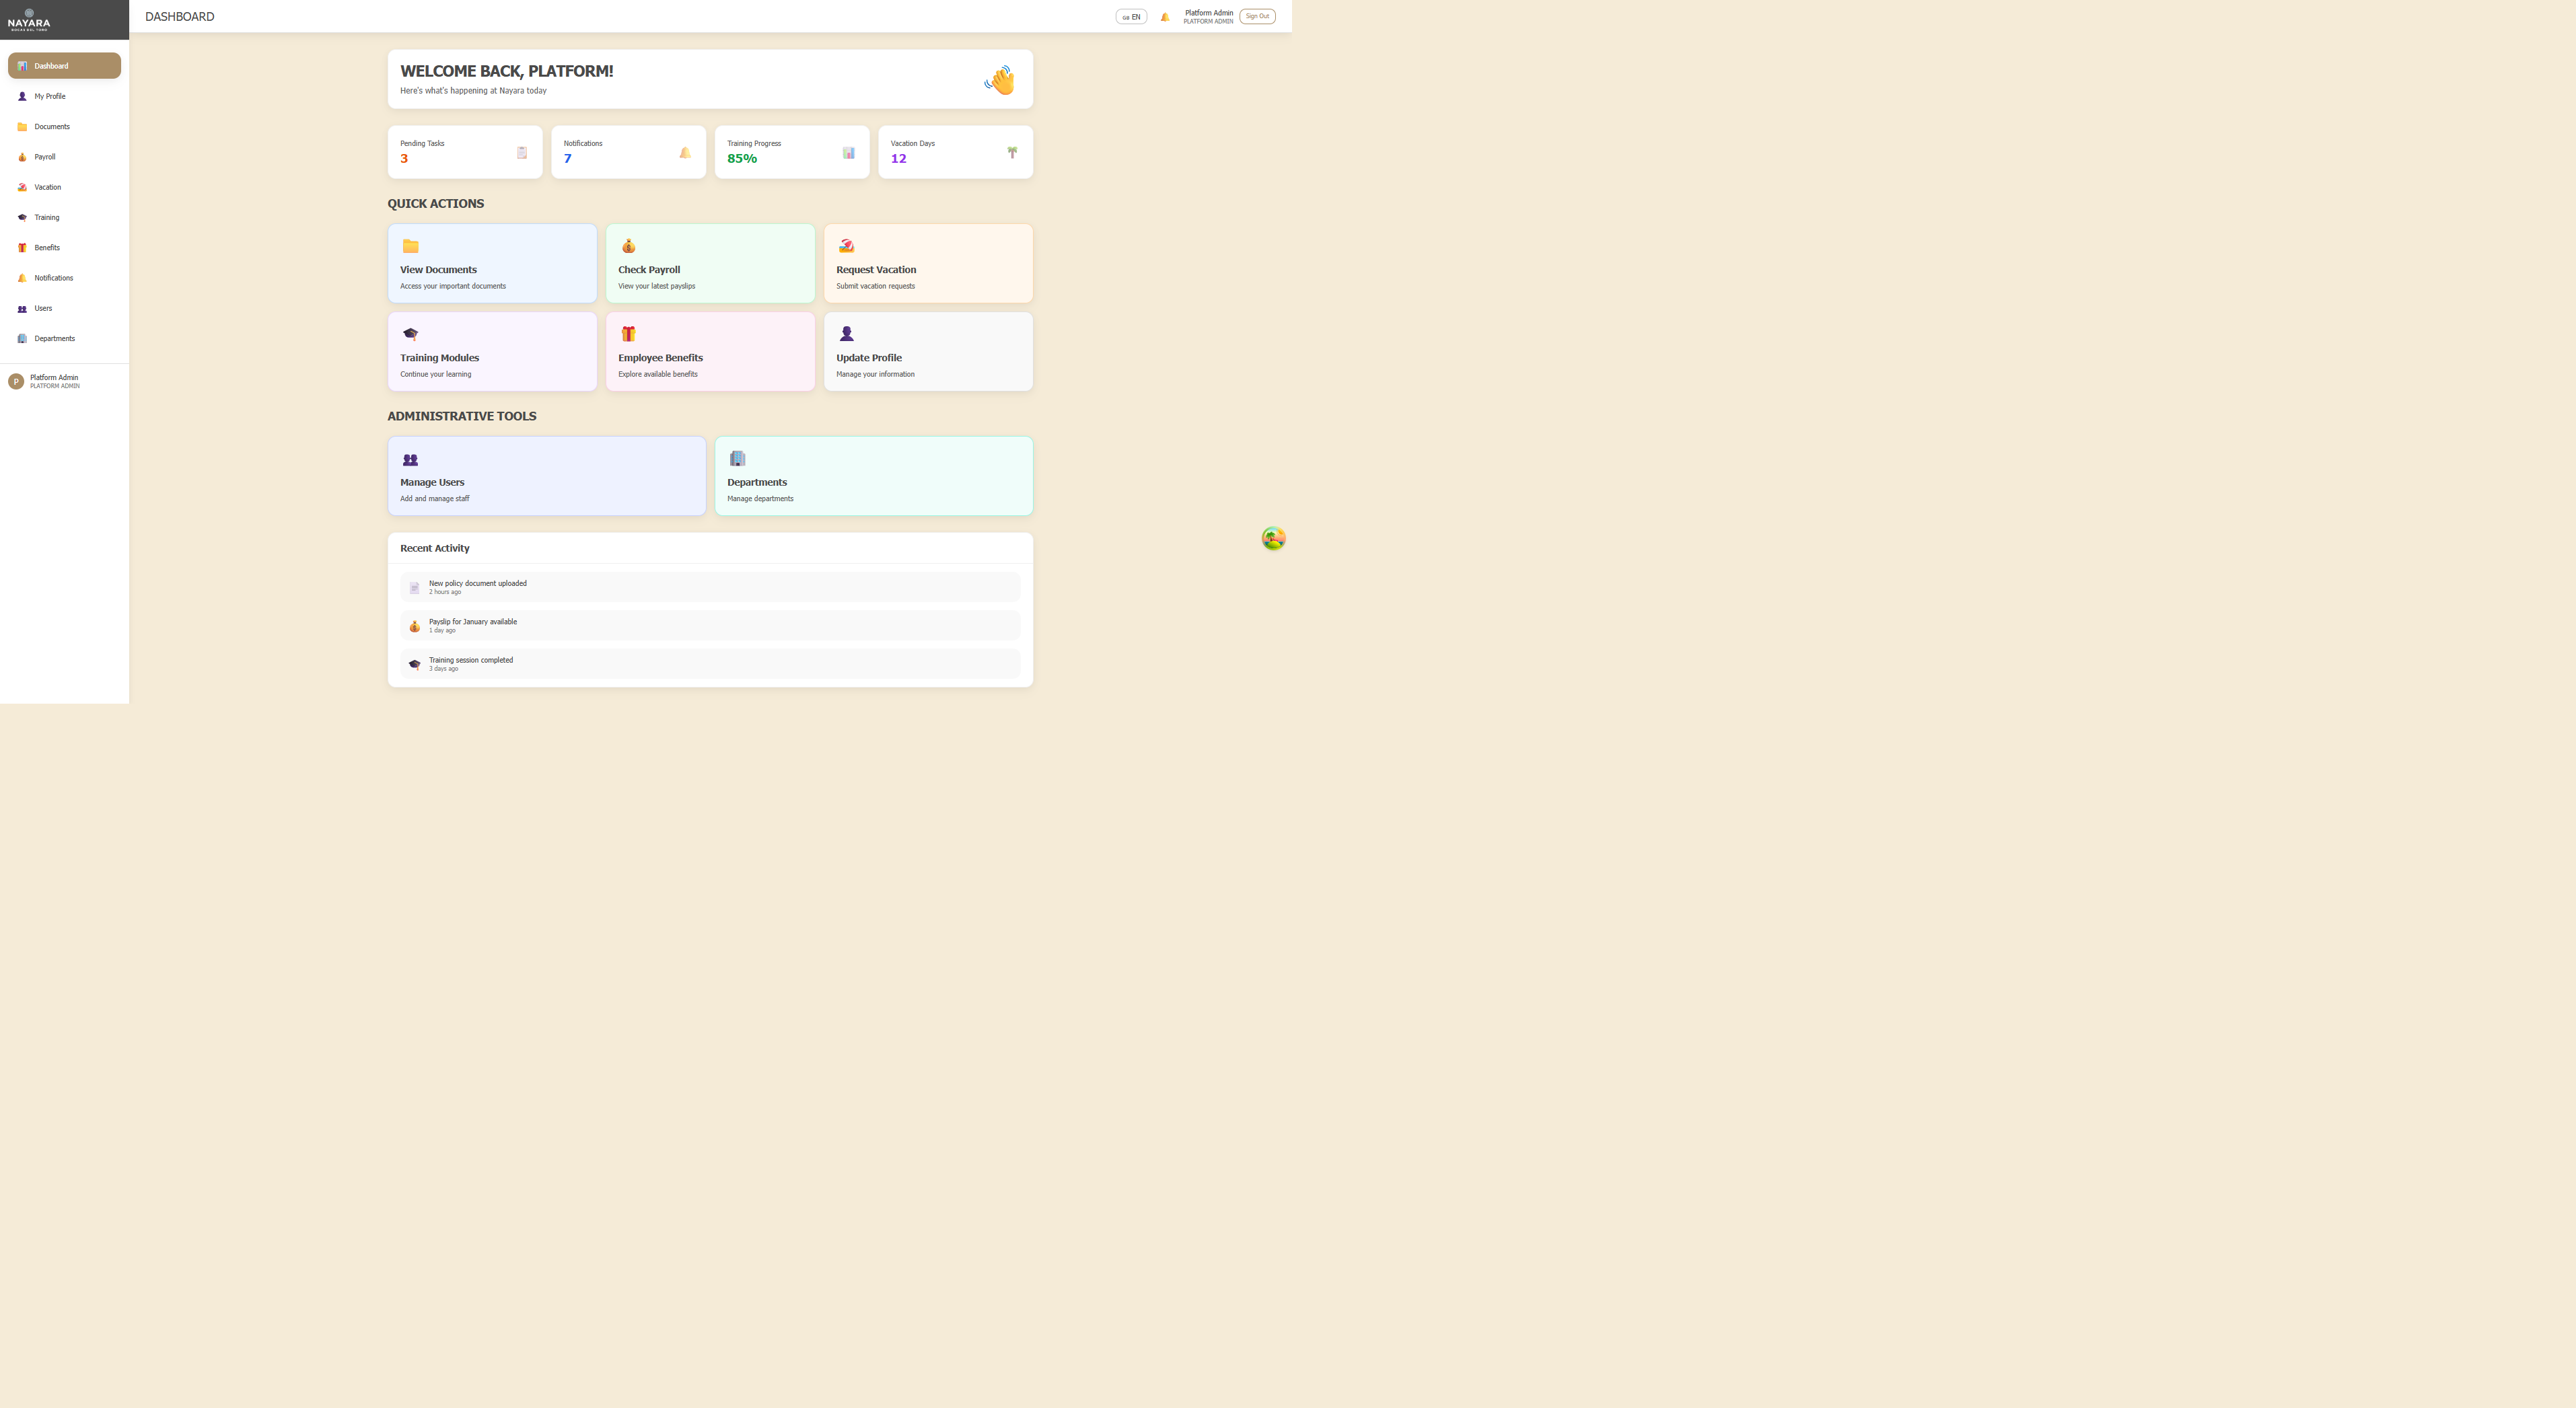 NAYARA
BOCAS DEL TORO
DASHBOARD
GB EN
Platform Admin
PLATFORM ADMIN
Sign Out
Dashboard
My Profile
Documents
Payroll
Vacation
Training
Benefits
Notifications
Users
Departments
P
Platform Admin
PLATFORM ADMIN
WELCOME BACK, PLATFORM!
Here's what's happening at Nayara today
Pending Tasks
3
Notifications
7
Training Progress
85%
Vacation Days
12
QUICK ACTIONS
View Documents
Access your important documents
Check Payroll
View your latest payslips
Request Vacation
Submit vacation requests
Training Modules
Continue your learning
Employee Benefits
Explore available benefits
Update Profile
Manage your information
ADMINISTRATIVE TOOLS
Manage Users
Add and manage staff
Departments
Manage departments
Recent Activity
New policy document uploaded
2 hours ago
Payslip for January available
1 day ago
Training session completed
3 days ago